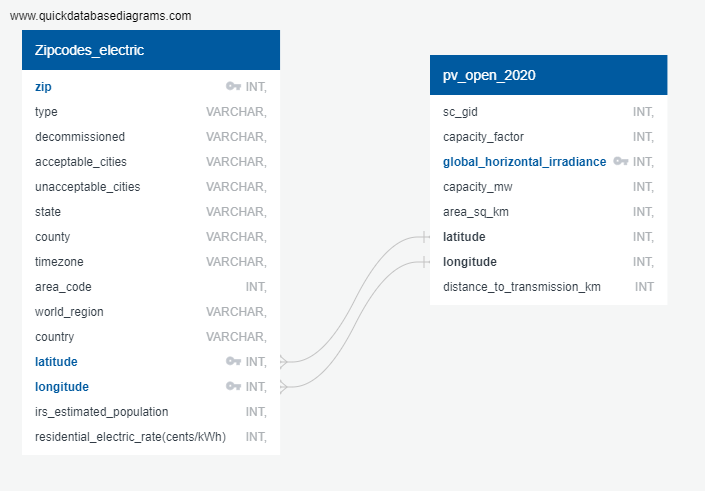 www.quickdatabasediagrams.com
Zipcodes_electric
zip INT,
type VARCHAR,
decommissioned VARCHAR,
acceptable_cities VARCHAR,
unacceptable_cities VARCHAR,
state VARCHAR,
county VARCHAR,
timezone VARCHAR,
area_code INT,
world_region VARCHAR,
country VARCHAR,
latitude INT,
longitude INT,
irs_estimated_population INT,
residential_electric_rate(cents/kWh) INT,
pv_open_2020
sc_gid INT,
capacity_factor INT,
global_horizontal_irradiance INT,
capacity_mw INT,
area_sq_km INT,
latitude INT,
longitude INT,
distance_to_transmission_km INT